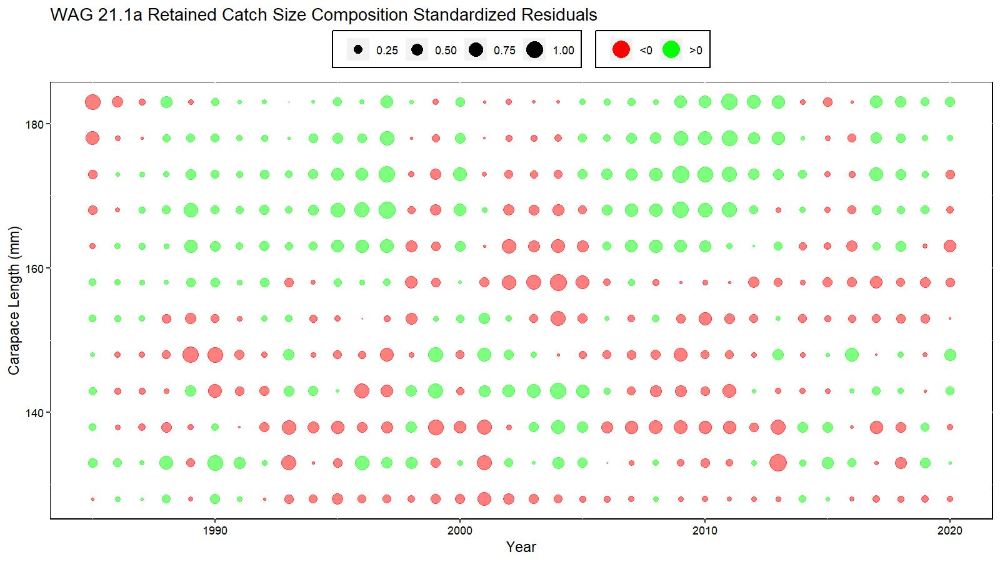 WAG 21.1a Retained Catch Size Composition Standardized Residuals
0.25 0.50 0.75 1.00 <0 >0
180
160
140
Carapace Length (mm)
1990 2000 2010 2020
Year